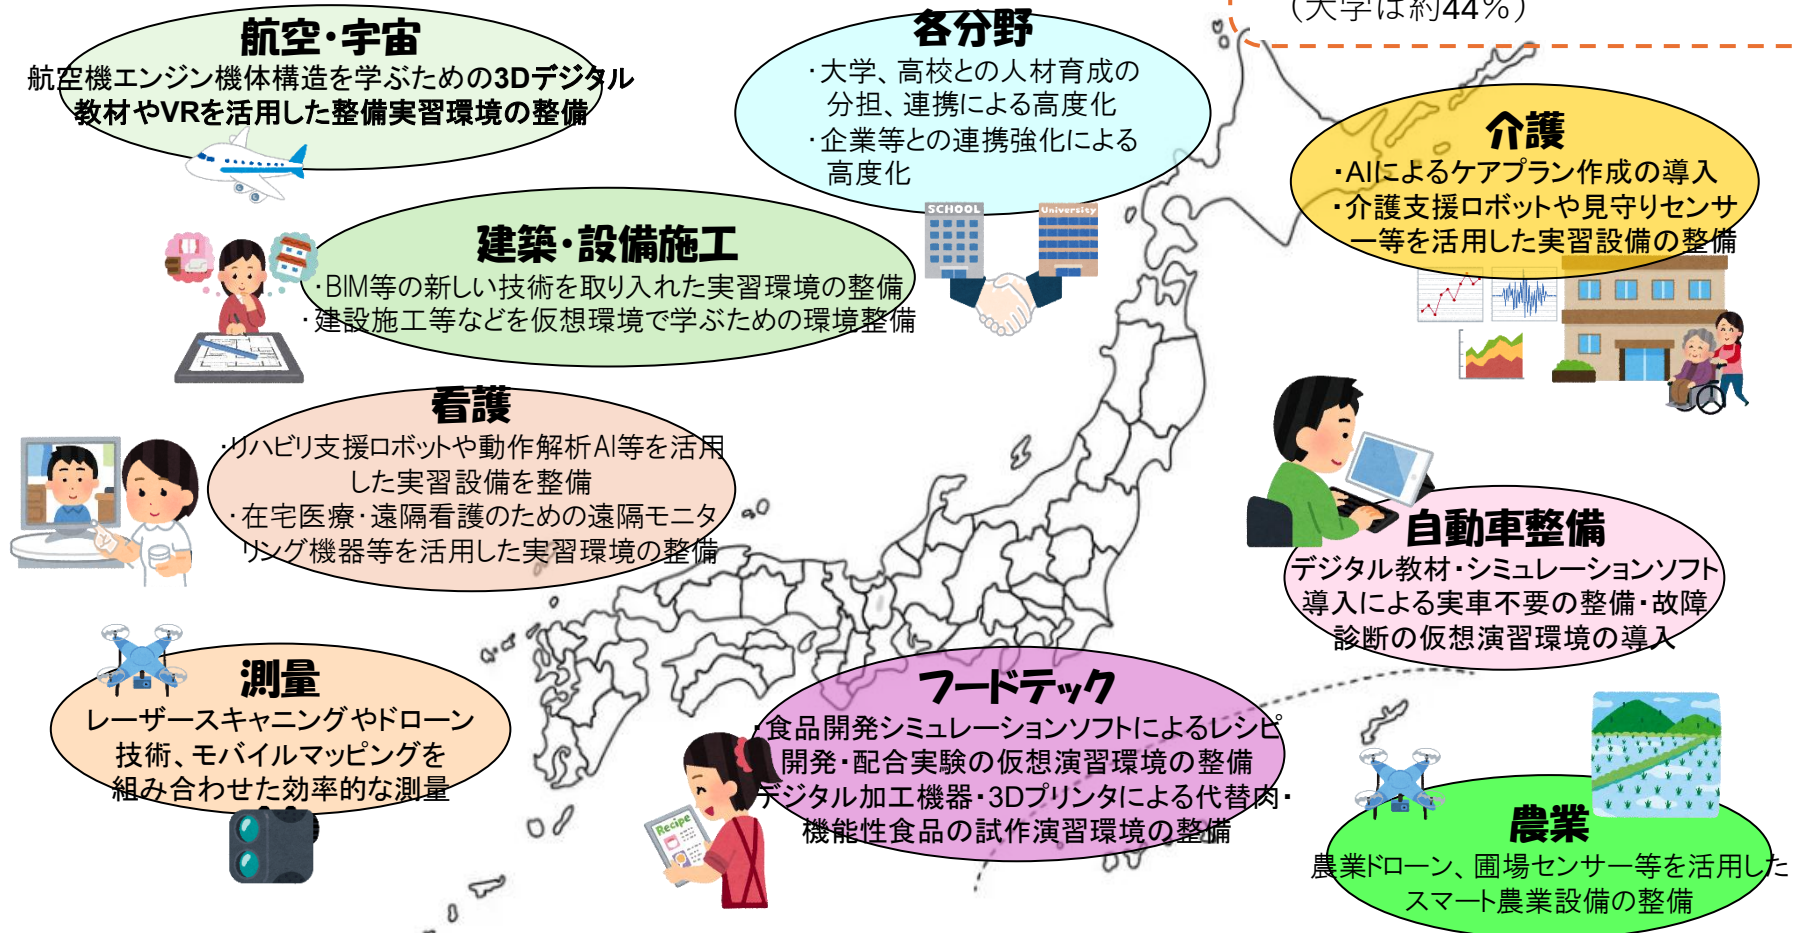 (大学は約44%)
航空・宇宙
航空機エンジン機体構造を学ぶための3Dデジタル
教材やVRを活用した整備実習環境の整備
各分野
・大学、高校との人材育成の
分担、連携による高度化
・企業等との連携強化による
高度化
SCHOOL
University
介護
・AIによるケアプラン作成の導入
・介護支援ロボットや見守りセンサ
ー等を活用した実習設備の整備
建築・設備施工
・BIM等の新しい技術を取り入れた実習環境の整備
・建設施工等などを仮想環境で学ぶための環境整備
看護
・リハビリ支援ロボットや動作解析AI等を活用
した実習設備を整備
・在宅医療・遠隔看護のための遠隔モニタ
リング機器等を活用した実習環境の整備
自動車整備
デジタル教材・シミュレーションソフト
導入による実車不要の整備・故障
診断の仮想演習環境の導入
測量
レーザースキャニングやドローン
技術、モバイルマッピングを
組み合わせた効率的な測量
フードテック
・食品開発シミュレーションソフトによるレシピ
開発・配合実験の仮想演習環境の整備
デジタル加工機器・3Dプリンタによる代替肉・
機能性食品の試作演習環境の整備
Recipe
農業
農業ドローン、圃場センサー等を活用した
スマート農業設備の整備